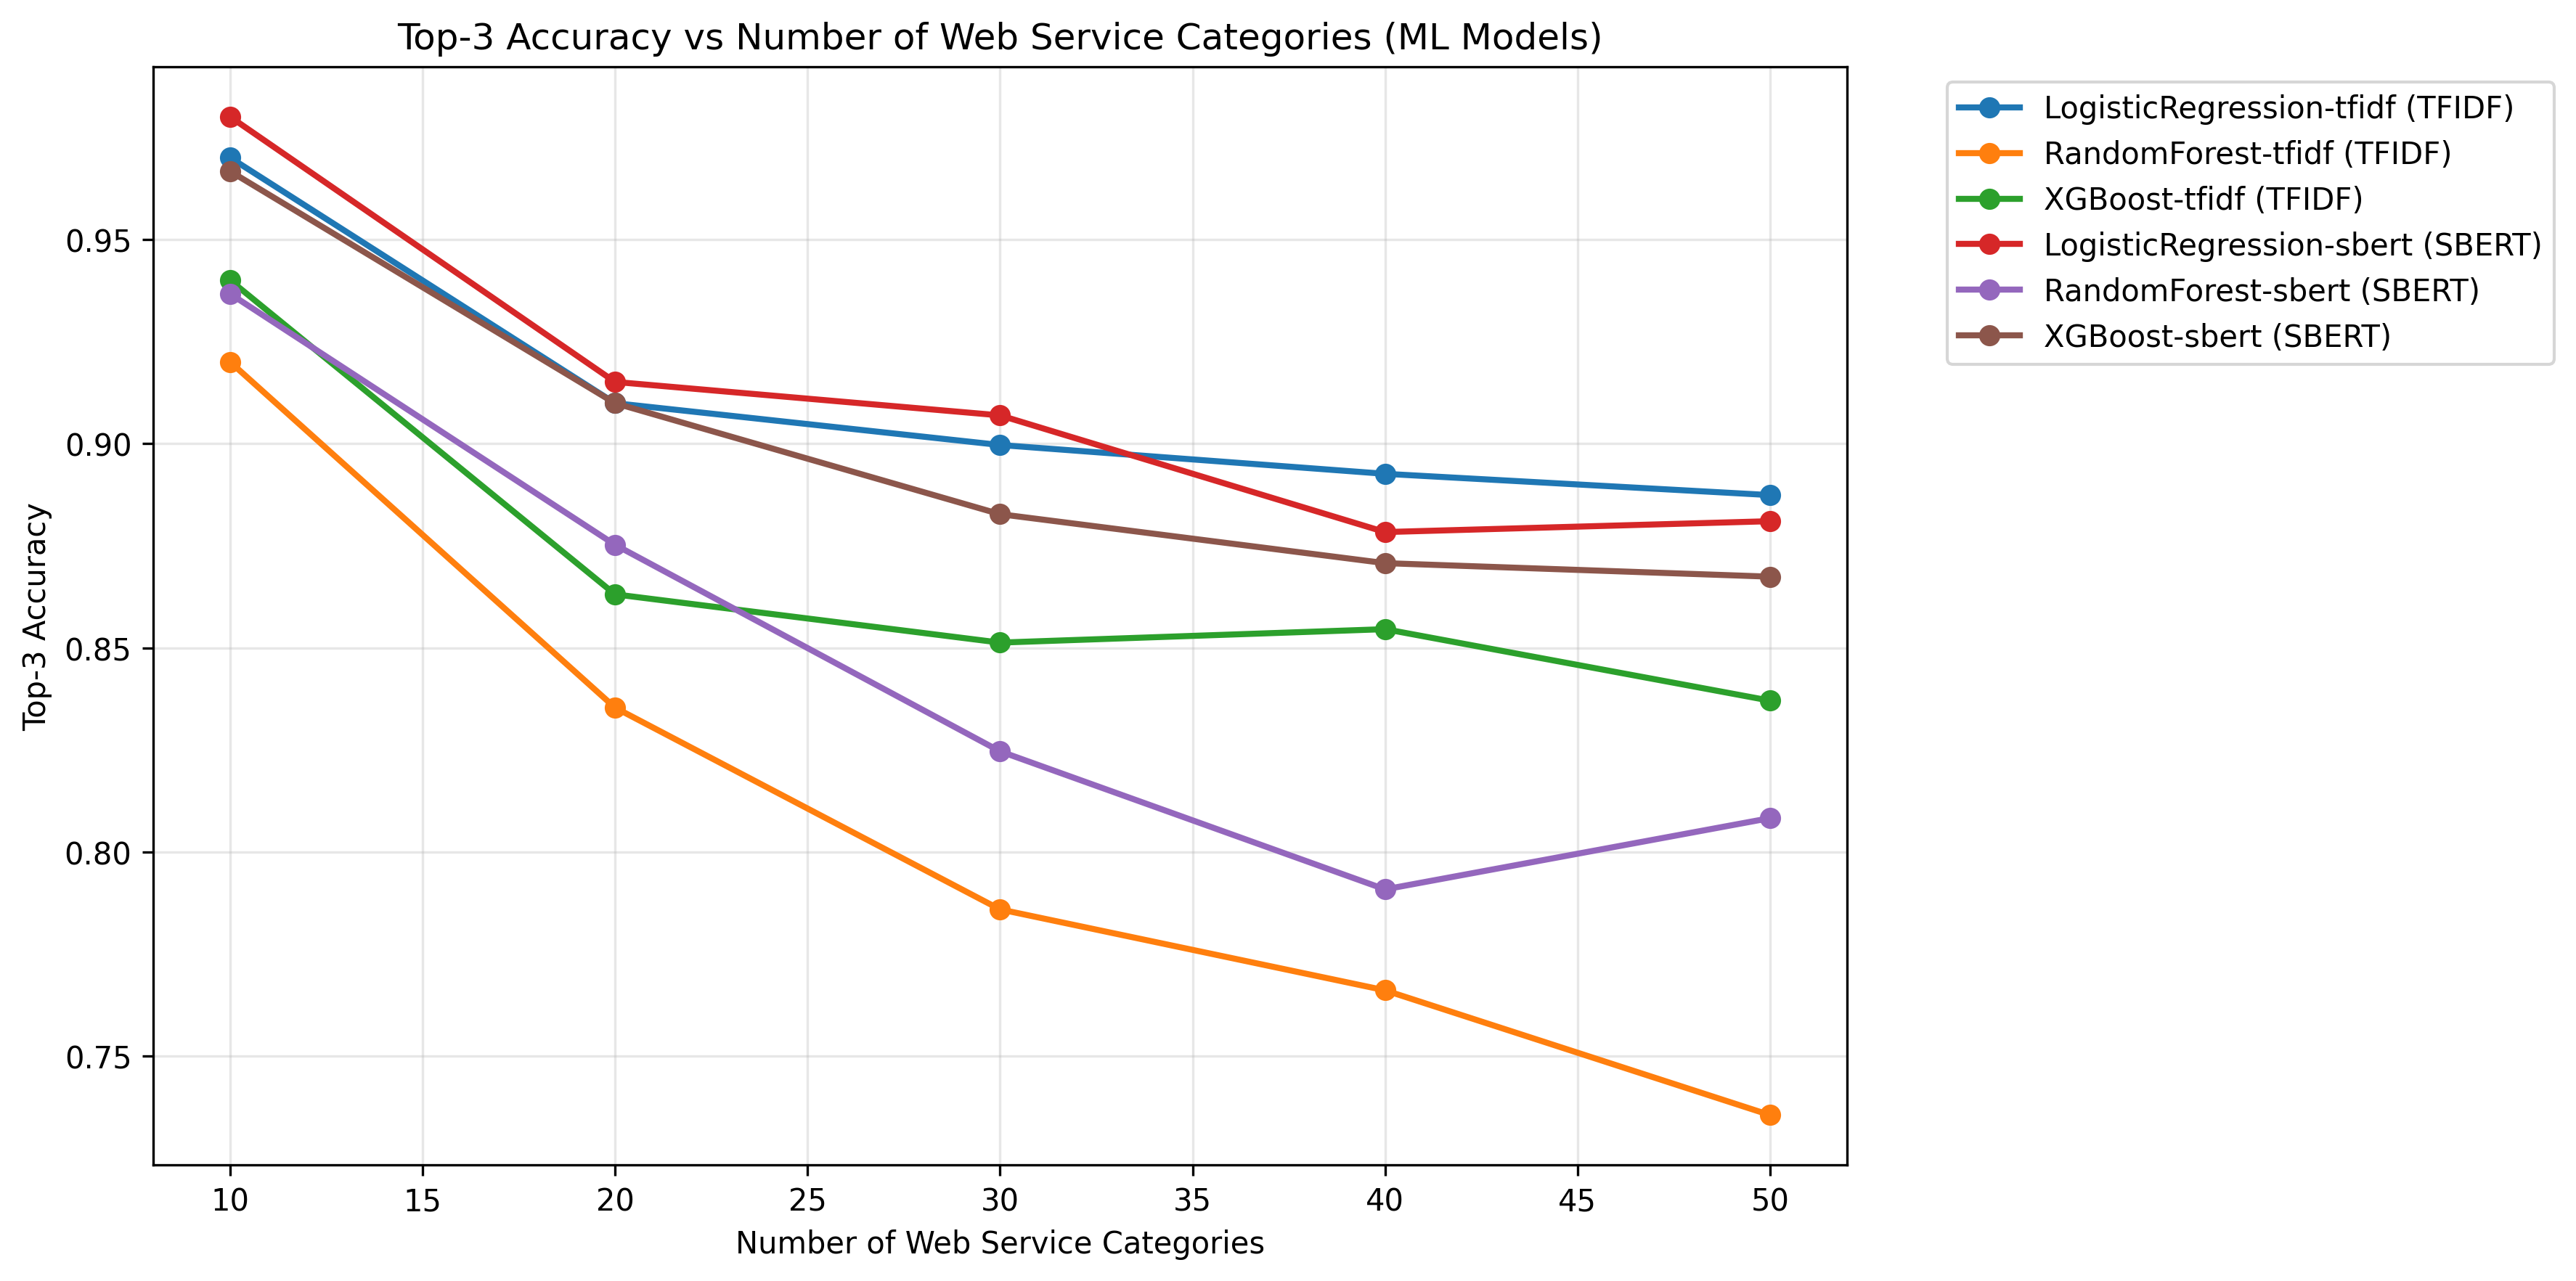 Top-3 Accuracy vs Number of Web Service Categories (ML Models)
LogisticRegression-tfidf (TFIDF)
RandomForest-tfidf (TFIDF)
XGBoost-tfidf (TFIDF)
LogisticRegression-sbert (SBERT)
RandomForest-sbert (SBERT)
XGBoost-sbert (SBERT)
Top-3 Accuracy
0.95
0.90
0.85
0.80
0.75
10 15 20 25 30 35 40 45 50
Number of Web Service Categories